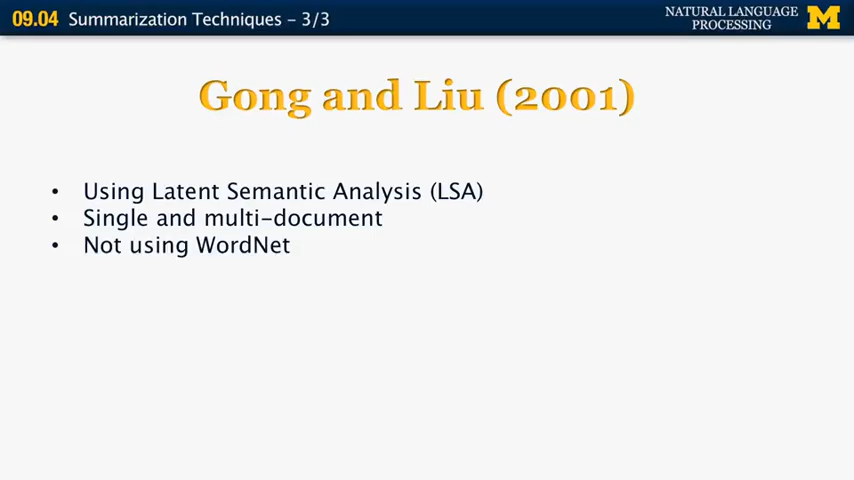 09.04 Summarization Techniques – 3/3
NATURAL LANGUAGE
PROCESSING
M
Gong and Liu (2001)
• Using Latent Semantic Analysis (LSA)
• Single and multi-document
• Not using WordNet